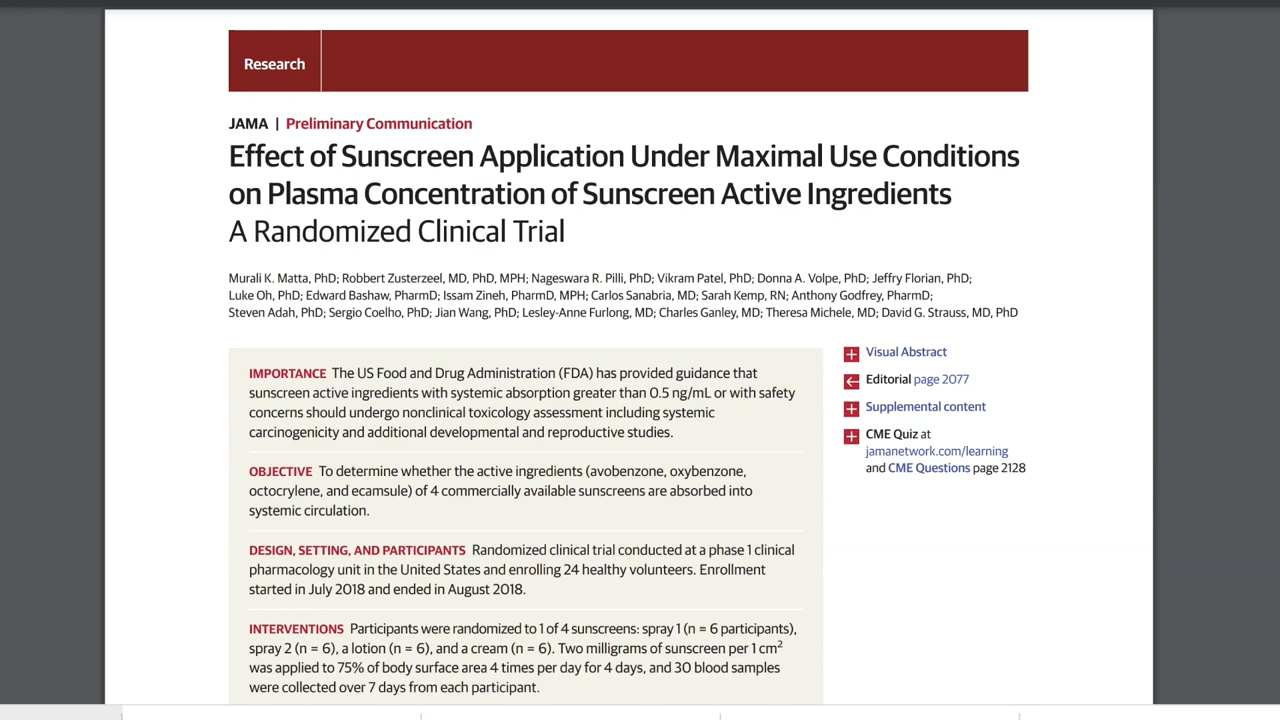 Research
JAMA | Preliminary Communication
Effect of Sunscreen Application Under Maximal Use Conditions
on Plasma Concentration of Sunscreen Active Ingredients
A Randomized Clinical Trial
Murali K. Matta, PhD; Robbert Zusterzeel, MD, PhD, MPH; Nageswara R. Pilli, PhD; Vikram Patel, PhD; Donna A. Volpe, PhD; Jeffry Florian, PhD;
Luke Oh, PhD; Edward Bashaw, PharmD; Issam Zineh, PharmD, MPH; Carlos Sanabria, MD; Sarah Kemp, RN; Anthony Godfrey, PharmD;
Steven Adah, PhD; Sergio Coelho, PhD; Jian Wang, PhD; Lesley-Anne Furlong, MD; Charles Ganley, MD; Theresa Michele, MD; David G. Strauss, MD, PhD
IMPORTANCE The US Food and Drug Administration (FDA) has provided guidance that
sunscreen active ingredients with systemic absorption greater than 0.5 ng/mL or with safety
concerns should undergo nonclinical toxicology assessment including systemic
carcinogenicity and additional developmental and reproductive studies.
OBJECTIVE To determine whether the active ingredients (avobenzone, oxybenzone,
octocrylene, and ecamsule) of 4 commercially available sunscreens are absorbed into
systemic circulation.
DESIGN, SETTING, AND PARTICIPANTS Randomized clinical trial conducted at a phase 1 clinical
pharmacology unit in the United States and enrolling 24 healthy volunteers. Enrollment
started in July 2018 and ended in August 2018.
INTERVENTIONS Participants were randomized to 1 of 4 sunscreens: spray 1 (n = 6 participants),
spray 2 (n = 6), a lotion (n = 6), and a cream (n = 6). Two milligrams of sunscreen per 1 cm²
was applied to 75% of body surface area 4 times per day for 4 days, and 30 blood samples
were collected over 7 days from each participant.
Visual Abstract
Editorial page 2077
Supplemental content
CME Quiz at
jamanetwork.com/learning
and CME Questions page 2128